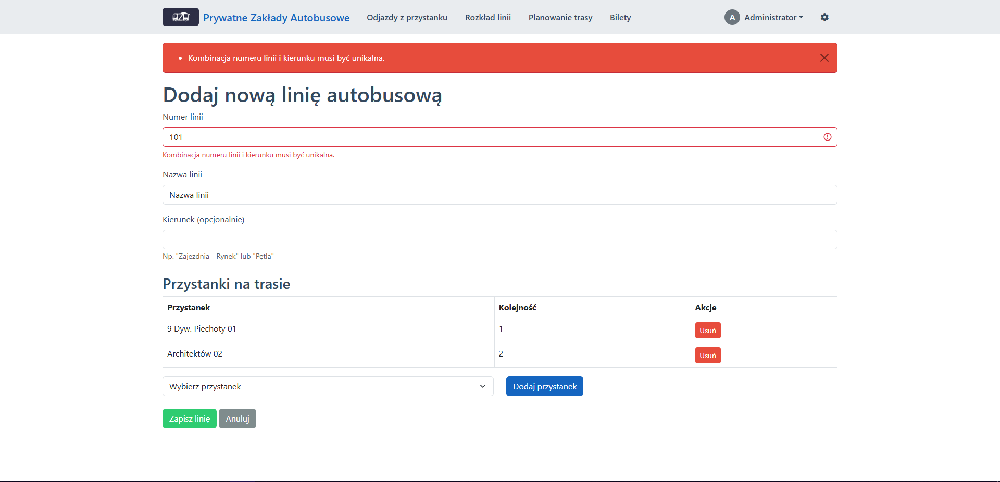 PZA Prywatne Zakłady Autobusowe Odjazdy z przystanku Rozkład linii Planowanie trasy Bilety A Administrator
Kombinacja numeru linii i kierunku musi być unikalna.
Dodaj nową linię autobusową
Numer linii
101
Kombinacja numeru linii i kierunku musi być unikalna.
Nazwa linii
Nazwa linii
Kierunek (opcjonalnie)
Np. "Zajezdnia - Rynek" lub "Pętla"
Przystanki na trasie
Przystanek Kolejność Akcje
9 Dyw. Piechoty 01 1 Usuń
Architektów 02 2 Usuń
Wybierz przystanek Dodaj przystanek
Zapisz linię Anuluj